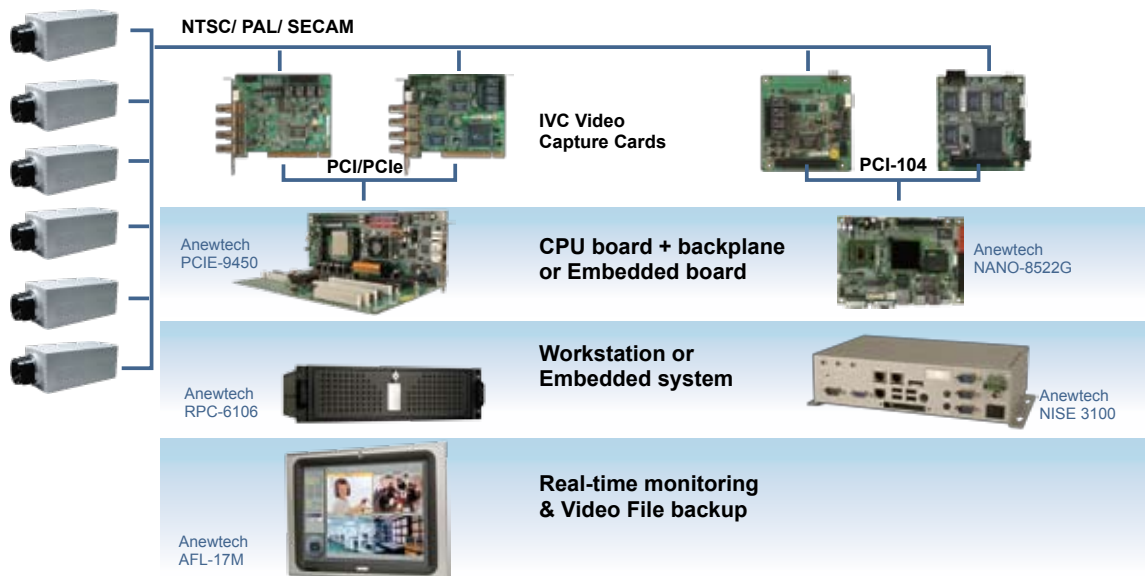 NTSC/ PAL/ SECAM
IVC Video
Capture Cards
PCI/PCIe
PCI-104
Anewtech
PCIE-9450
CPU board + backplane
or Embedded board
Anewtech
NANO-8522G
Anewtech
RPC-6106
Workstation or
Embedded system
Anewtech
NISE 3100
Real-time monitoring
& Video File backup
Anewtech
AFL-17M